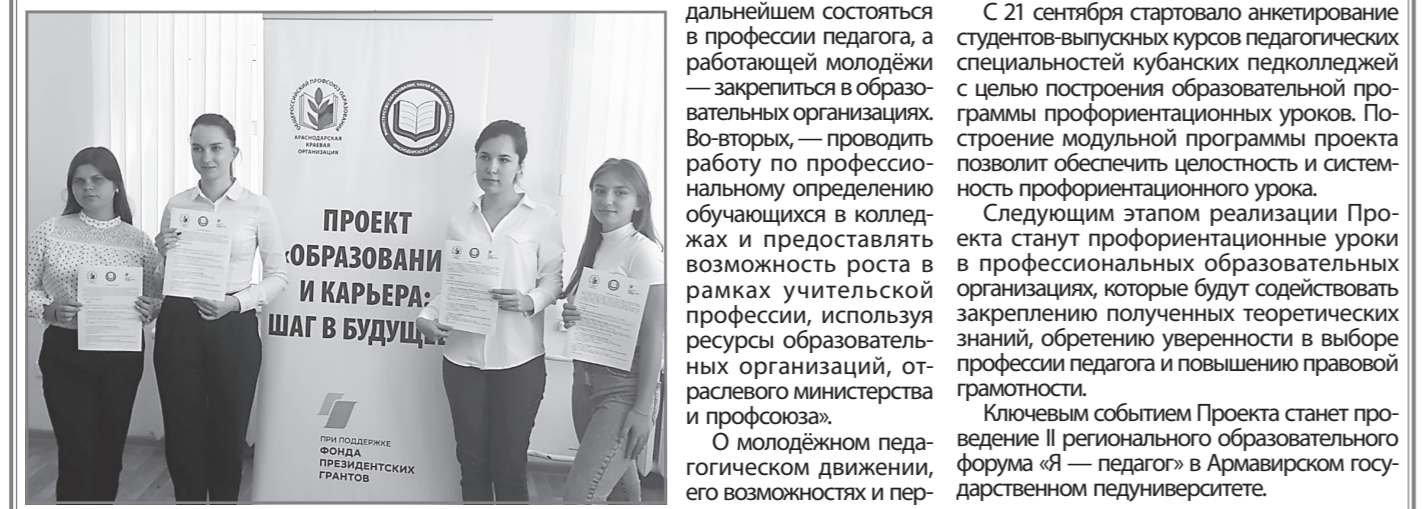 ОБЩЕРОССИЙСКИЙ ПРОФСОЮЗ ОБРАЗОВАНИЯ
КРАСНОДАРСКАЯ
КРАЕВАЯ
ОРГАНИЗАЦИЯ
ПРОЕКТ
«ОБРАЗОВАНИ
И КАРЬЕРА:
ШАГ В БУДУЩЕЕ
ПРИ ПОДДЕРЖКЕ
ФОНДА
ПРЕЗИДЕНТСКИХ
ГРАНТОВ
дальнейшем состояться
в профессии педагога, а
работающей молодёжи
— закрепиться в образо-
вательных организациях.
Во-вторых, — проводить
работу по профессио-
нальному определению
обучающихся в коллед-
жах и предоставлять
возможность роста в
рамках учительской
профессии, используя
ресурсы образователь-
ных организаций, от-
раслевого министерства
и профсоюза».
О молодёжном педа-
гогическом движении,
его возможностях и пер-
С 21 сентября стартовало анкетирование
студентов-выпускных курсов педагогических
специальностей кубанских педколледжей
с целью построения образовательной про-
граммы профориентационных уроков. По-
строение модульной программы проекта
позволит обеспечить целостность и систем-
ность профориентационного урока.
Следующим этапом реализации Про-
екта станут профориентационные уроки
в профессиональных образовательных
организациях, которые будут содействовать
закреплению полученных теоретических
знаний, обретению уверенности в выборе
профессии педагога и повышению правовой
грамотности.
Ключевым событием Проекта станет про-
ведение II регионального образовательного
форума «Я — педагог» в Армавирском госу-
дарственном педуниверситете.